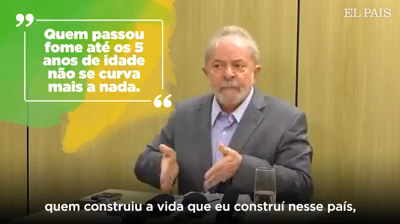 EL PAIS
“
Quem passou
fome até os 5
anos de idade
não se curva
mais a nada.
”
quem construiu a vida que eu construí nesse país,